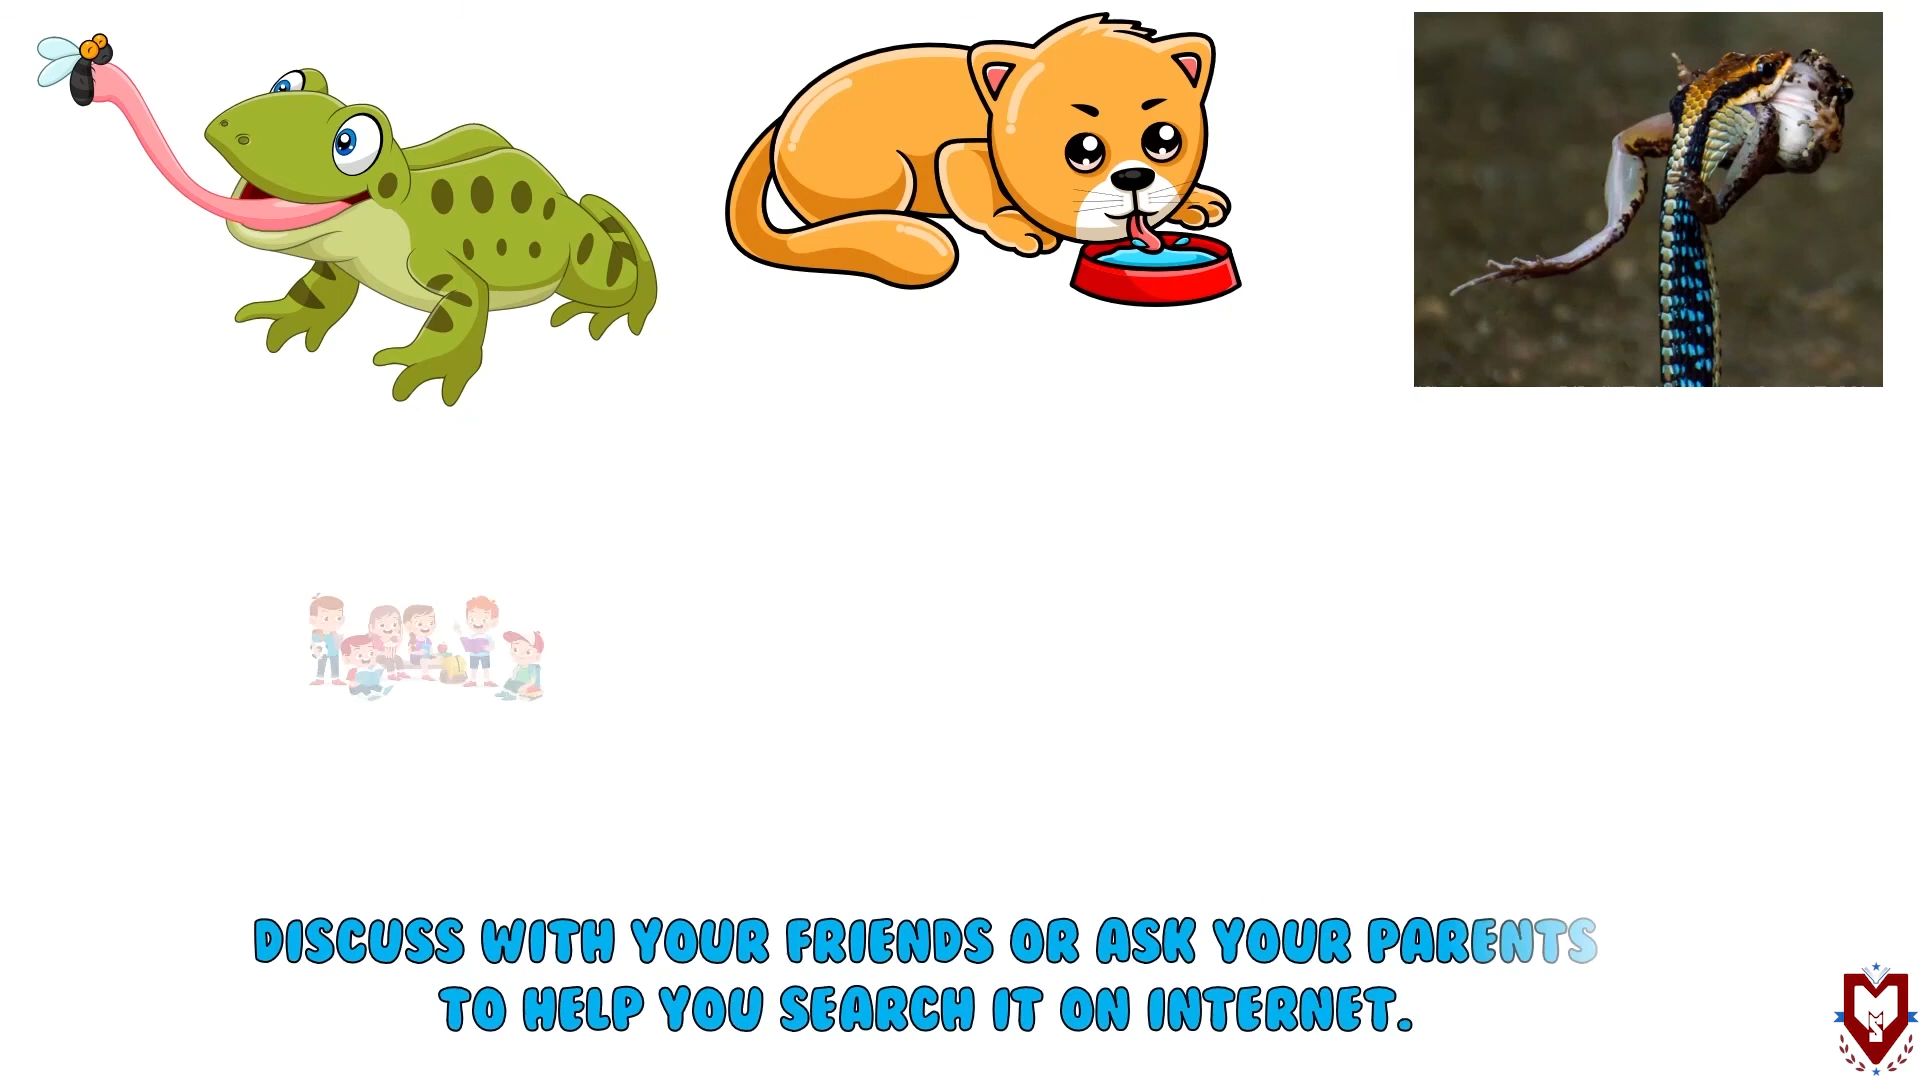 DISCUSS WITH YOUR FRIENDS OR ASK YOUR PARENTS
TO HELP YOU SEARCH IT ON INTERNET.